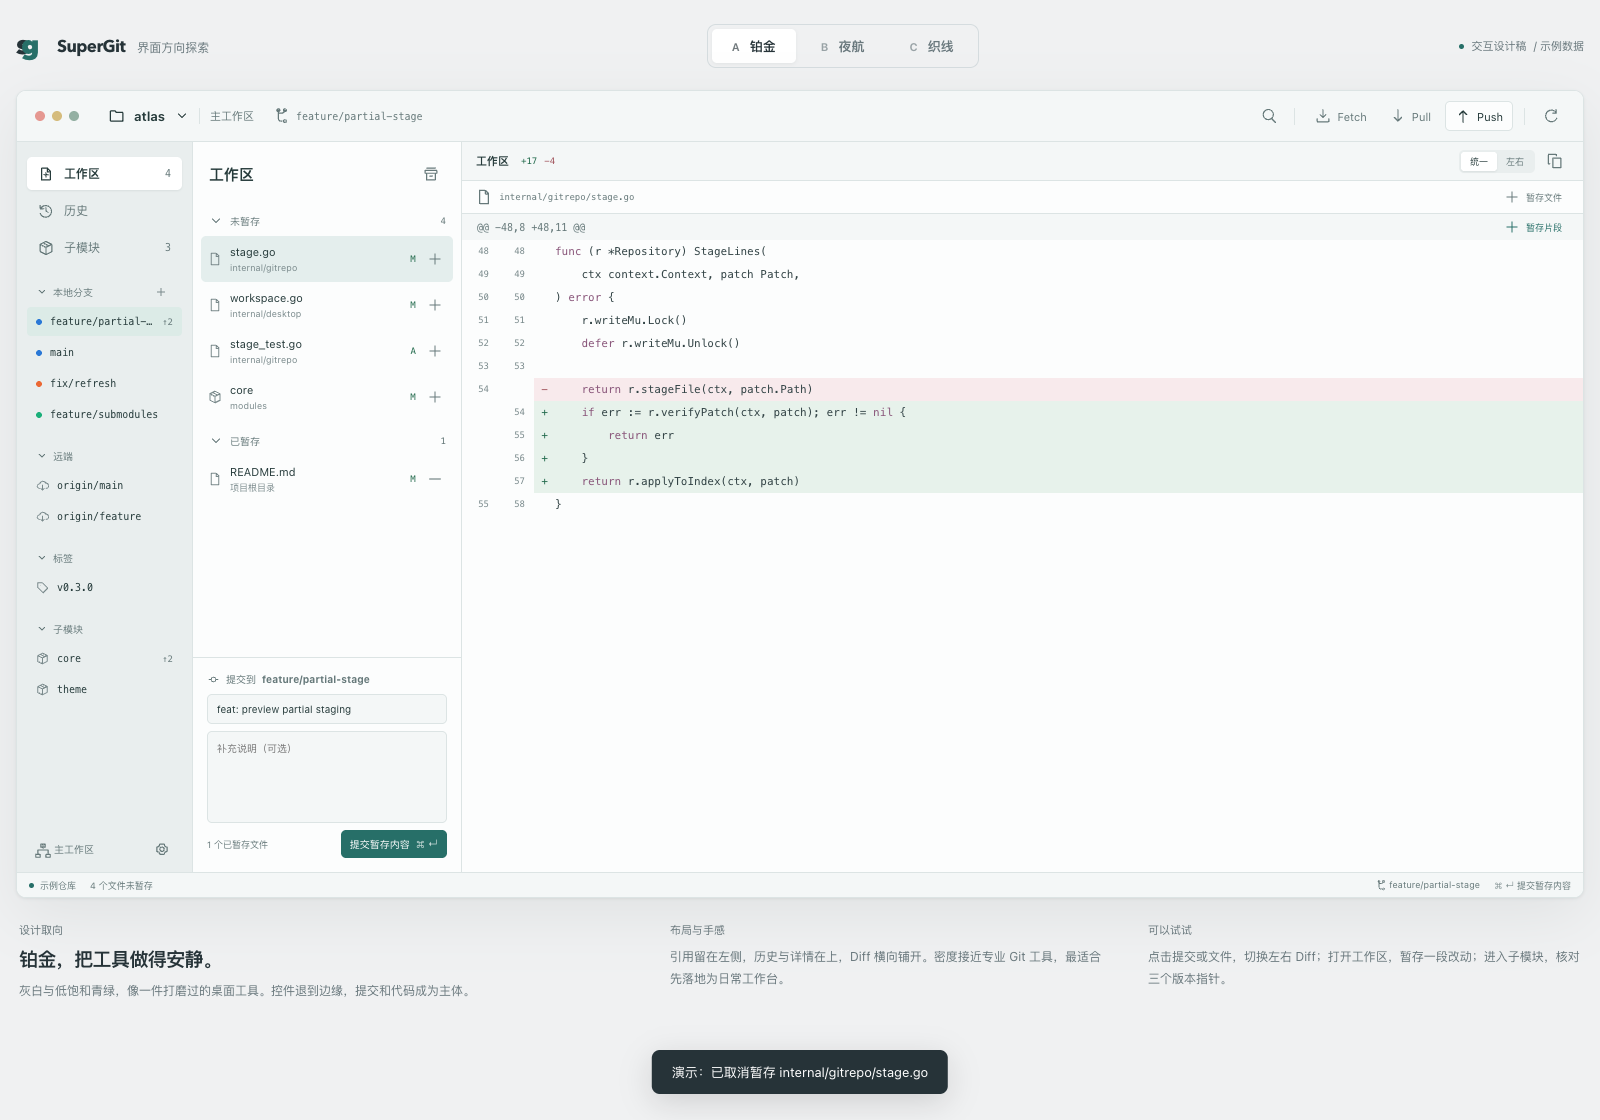 SuperGit 界面方向探索
A 铂金 B 夜航 C 织线
交互设计稿 / 示例数据
atlas 主工作区 feature/partial-stage
Fetch Pull Push
工作区 4
历史
子模块 3
本地分支
feature/partial-… ↑2
main
fix/refresh
feature/submodules
远端
origin/main
origin/feature
标签
v0.3.0
子模块
core ↑2
theme
主工作区
工作区
未暂存 4
stage.go
internal/gitrepo
M
workspace.go
internal/desktop
M
stage_test.go
internal/gitrepo
A
core
modules
M
已暂存 1
README.md
项目根目录
M
提交到 feature/partial-stage
feat: preview partial staging
补充说明（可选）
1 个已暂存文件
提交暂存内容 ⌘ ↵
工作区 +17 −4
统一 左右
internal/gitrepo/stage.go
暂存文件
@@ −48,8 +48,11 @@
暂存片段
48 48 func (r *Repository) StageLines(
49 49 ctx context.Context, patch Patch,
50 50 ) error {
51 51 r.writeMu.Lock()
52 52 defer r.writeMu.Unlock()
53 53
54 − return r.stageFile(ctx, patch.Path)
54 + if err := r.verifyPatch(ctx, patch); err != nil {
55 + return err
56 + }
57 + return r.applyToIndex(ctx, patch)
55 58 }
示例仓库 4 个文件未暂存
feature/partial-stage ⌘ ↵ 提交暂存内容
设计取向
铂金，把工具做得安静。
灰白与低饱和青绿，像一件打磨过的桌面工具。控件退到边缘，提交和代码成为主体。
布局与手感
引用留在左侧，历史与详情在上，Diff 横向铺开。密度接近专业 Git 工具，最适合
先落地为日常工作台。
可以试试
点击提交或文件，切换左右 Diff；打开工作区，暂存一段改动；进入子模块，核对
三个版本指针。
演示：已取消暂存 internal/gitrepo/stage.go